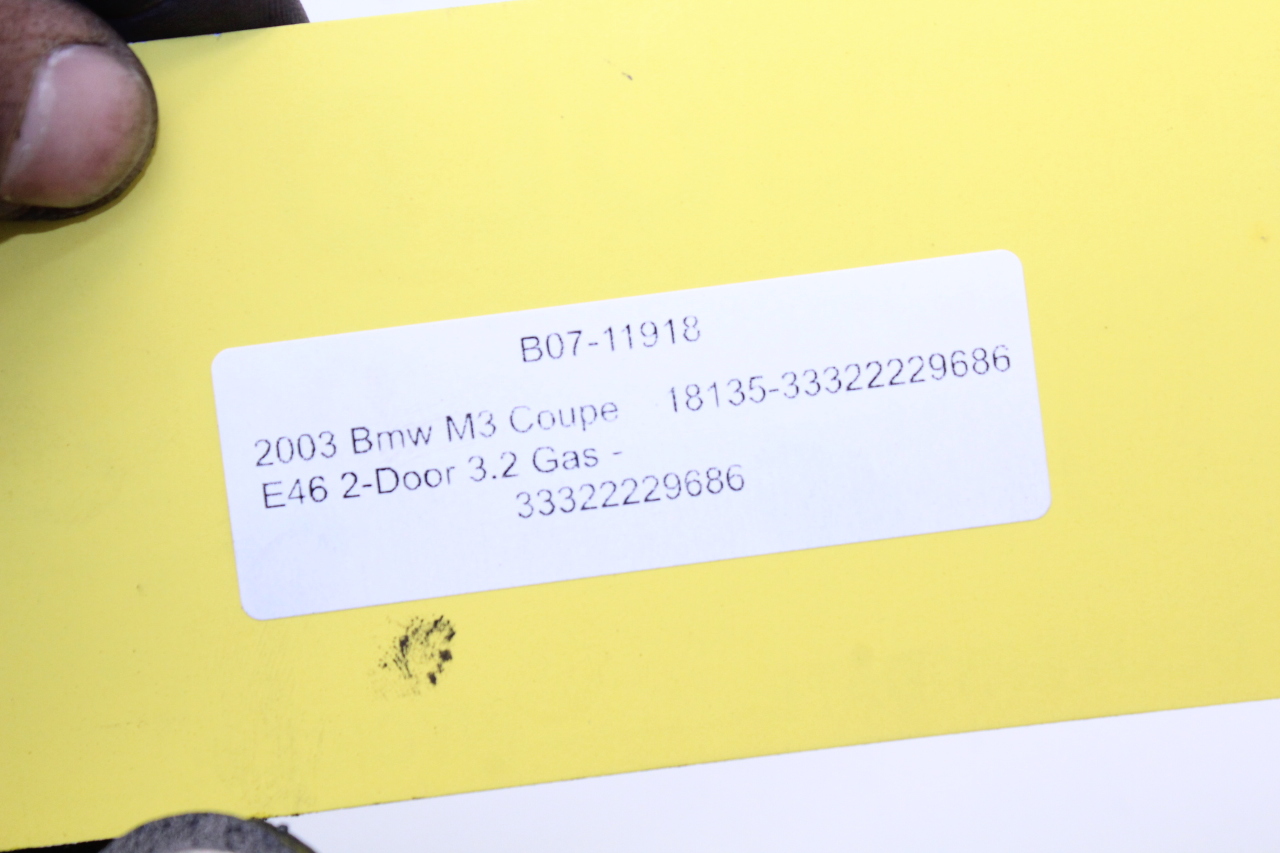 B07-11918
2003 Bmw M3 Coupe 18135-33322229686
E46 2-Door 3.2 Gas -
33322229686